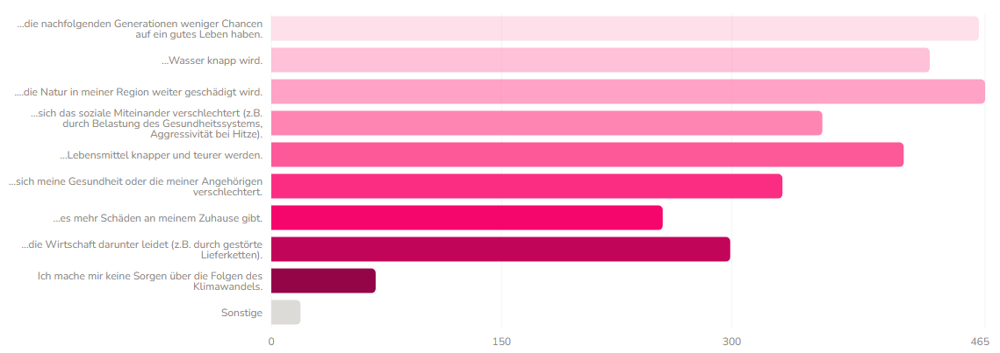 ...die nachfolgenden Generationen weniger Chancen
auf ein gutes Leben haben.
...Wasser knapp wird.
....die Natur in meiner Region weiter geschädigt wird.
...sich das soziale Miteinander verschlechtert (z.B.
durch Belastung des Gesundheitssystems,
Aggressivität bei Hitze).
...Lebensmittel knapper und teurer werden.
...sich meine Gesundheit oder die meiner Angehörigen
verschlechtert.
...es mehr Schäden an meinem Zuhause gibt.
...die Wirtschaft darunter leidet (z.B. durch gestörte
Lieferketten).
Ich mache mir keine Sorgen über die Folgen des
Klimawandels.
Sonstige
0 150 300 465